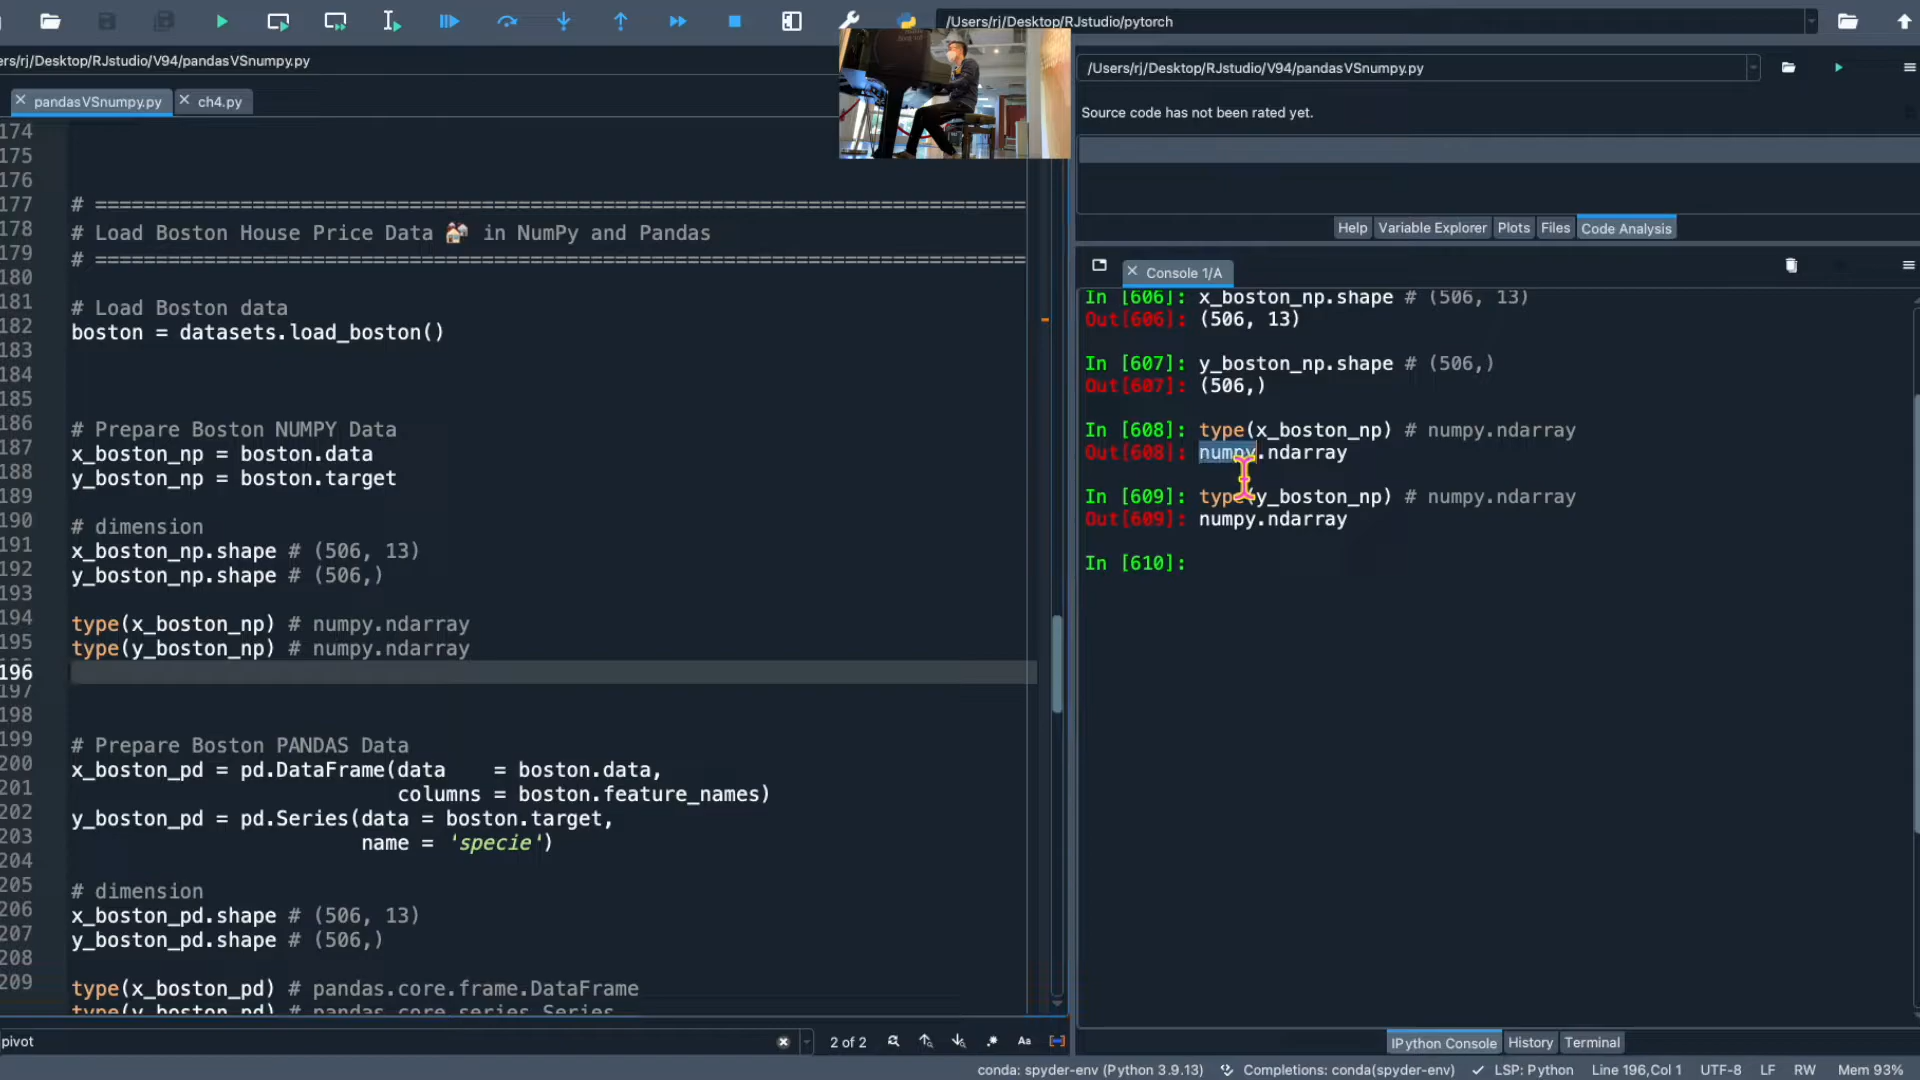 /Users/rj/Desktop/RJstudio/pytorch
ers/rj/Desktop/RJstudio/V94/pandasVSnumpy.py
pandasVSnumpy.py
ch4.py
174
175
176
177 # =============================================================================
178 # Load Boston House Price Data 🏘️ in NumPy and Pandas
179 # =============================================================================
180
181 # Load Boston data
182 boston = datasets.load_boston()
183
184
185
186 # Prepare Boston NUMPY Data
187 x_boston_np = boston.data
188 y_boston_np = boston.target
190 # dimension
191 x_boston_np.shape # (506, 13)
192 y_boston_np.shape # (506,)
193
194 type(x_boston_np) # numpy.ndarray
195 type(y_boston_np) # numpy.ndarray
196
197
198
199 # Prepare Boston PANDAS Data
200 x_boston_pd = pd.DataFrame(data    = boston.data,
201                            columns = boston.feature_names)
202 y_boston_pd = pd.Series(data = boston.target,
203                         name = 'specie')
204
205 # dimension
206 x_boston_pd.shape # (506, 13)
207 y_boston_pd.shape # (506,)
208
209 type(x_boston_pd) # pandas.core.frame.DataFrame
type(y_boston_pd) # pandas.core.series.Series
pivot
2 of 2
Aa
/Users/rj/Desktop/RJstudio/V94/pandasVSnumpy.py
Source code has not been rated yet.
Help Variable Explorer Plots Files Code Analysis
Console 1/A
In [606]: x_boston_np.shape # (506, 13)
Out[606]: (506, 13)
In [607]: y_boston_np.shape # (506,)
Out[607]: (506,)
In [608]: type(x_boston_np) # numpy.ndarray
Out[608]: numpy.ndarray
In [609]: type(y_boston_np) # numpy.ndarray
Out[609]: numpy.ndarray
In [610]:
IPython Console History Terminal
conda: spyder-env (Python 3.9.13) Completions: conda(spyder-env) LSP: Python Line 196,Col 1 UTF-8 LF RW Mem 93%